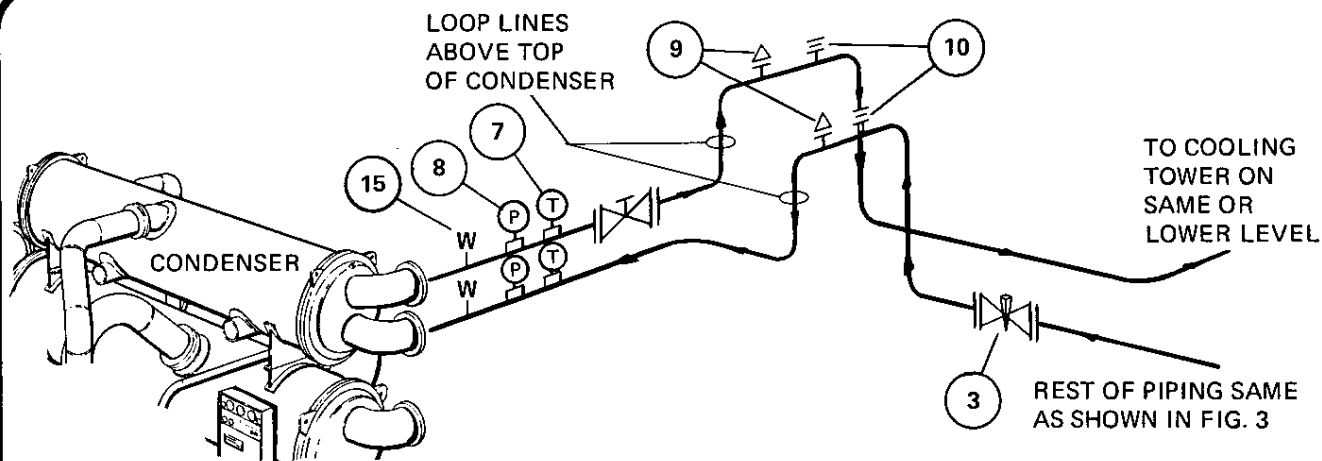 LOOP LINES
ABOVE TOP
OF CONDENSER
9
10
7
8
15
P
T
W
P
T
W
CONDENSER
TO COOLING
TOWER ON
SAME OR
LOWER LEVEL
3
REST OF PIPING SAME
AS SHOWN IN FIG. 3